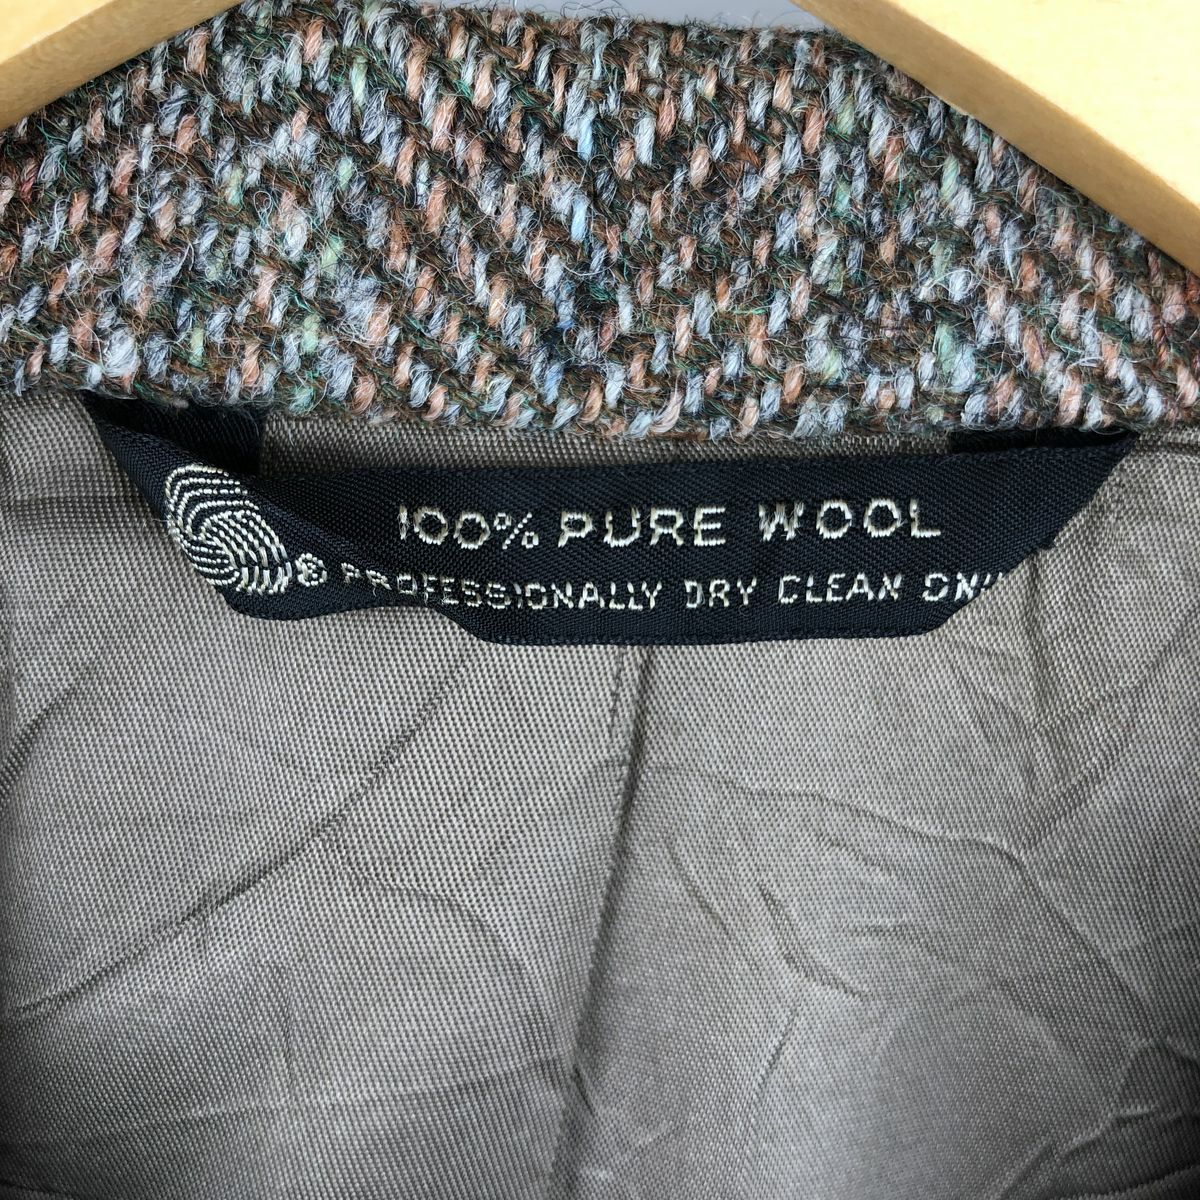 100% PURE WOOL
® PROFESSIONALLY DRY CLEAN